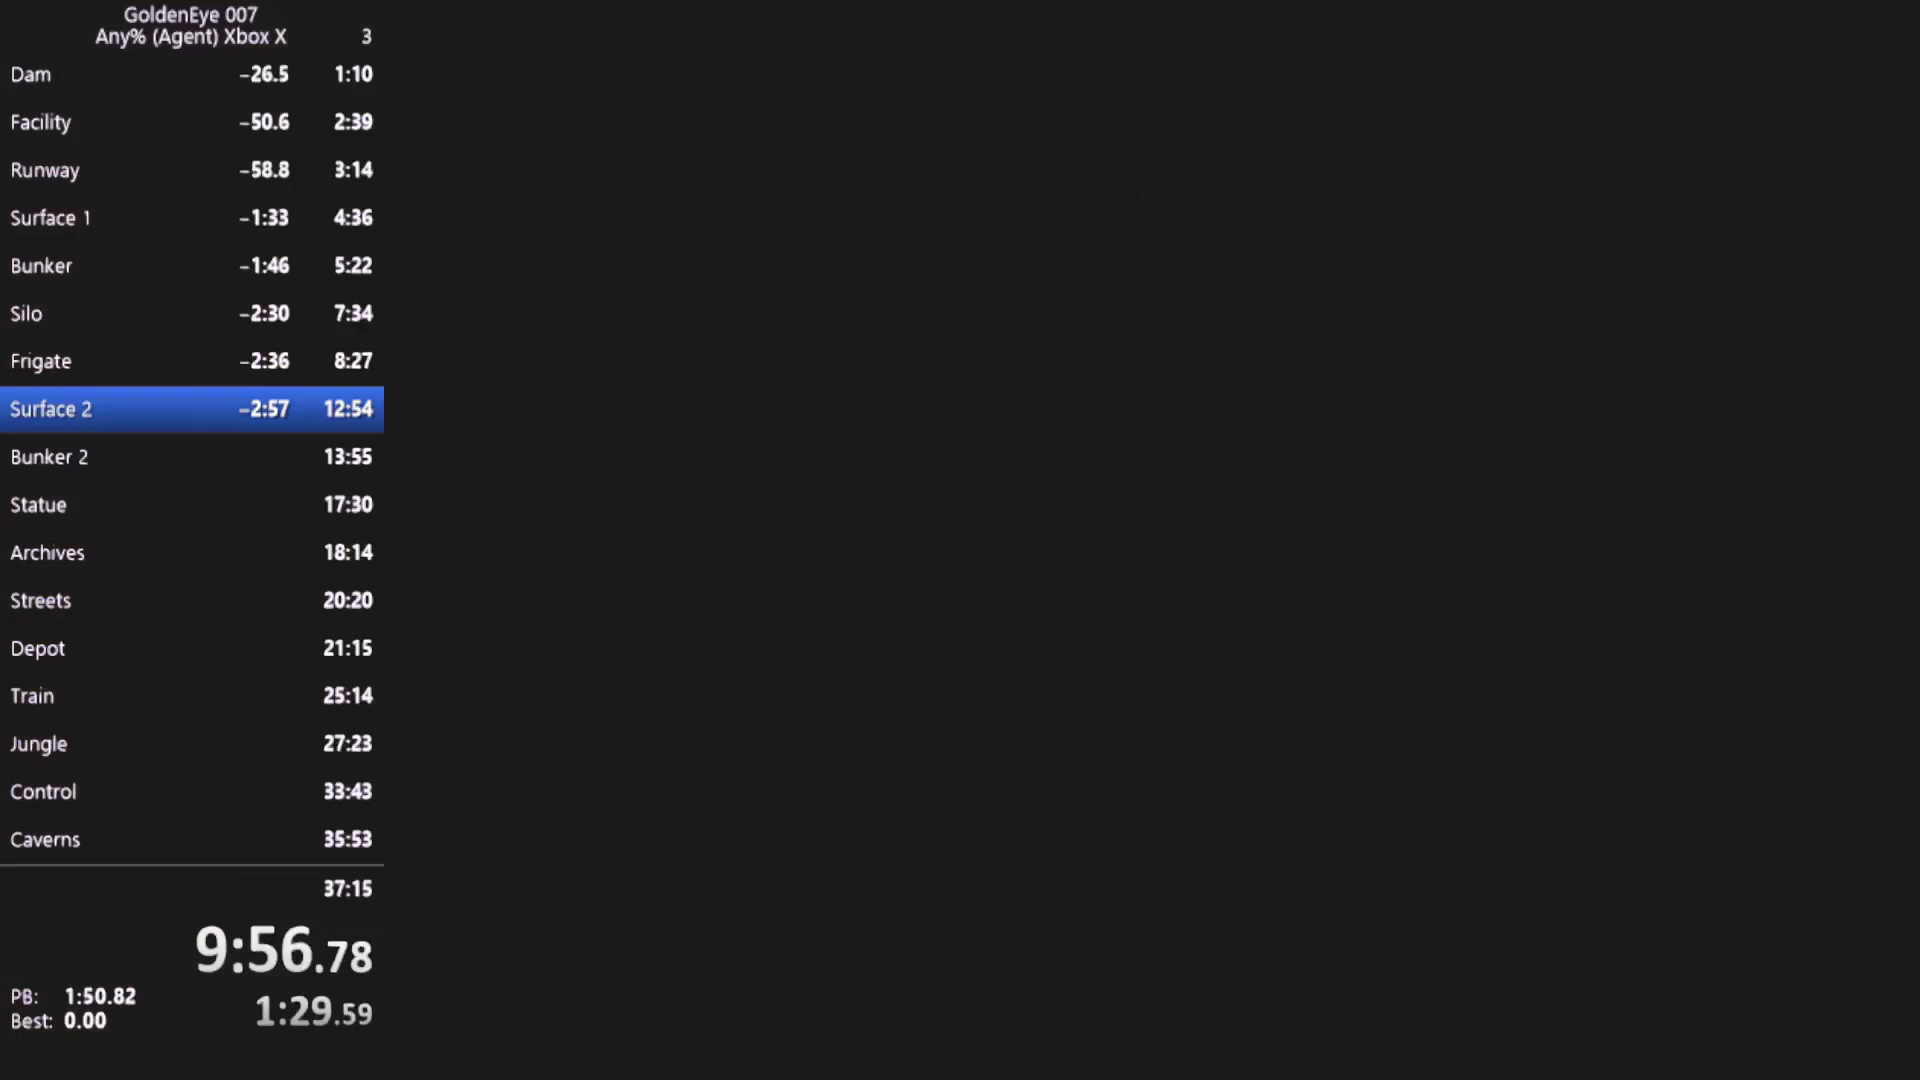 GoldenEye 007
Any% (Agent) Xbox X 3
Dam −26.5 1:10
Facility −50.6 2:39
Runway −58.8 3:14
Surface 1 −1:33 4:36
Bunker −1:46 5:22
Silo −2:30 7:34
Frigate −2:36 8:27
Surface 2 −2:57 12:54
Bunker 2 13:55
Statue 17:30
Archives 18:14
Streets 20:20
Depot 21:15
Train 25:14
Jungle 27:23
Control 33:43
Caverns 35:53
37:15
9:56.78
PB: 1:50.82
Best: 0.00
1:29.59